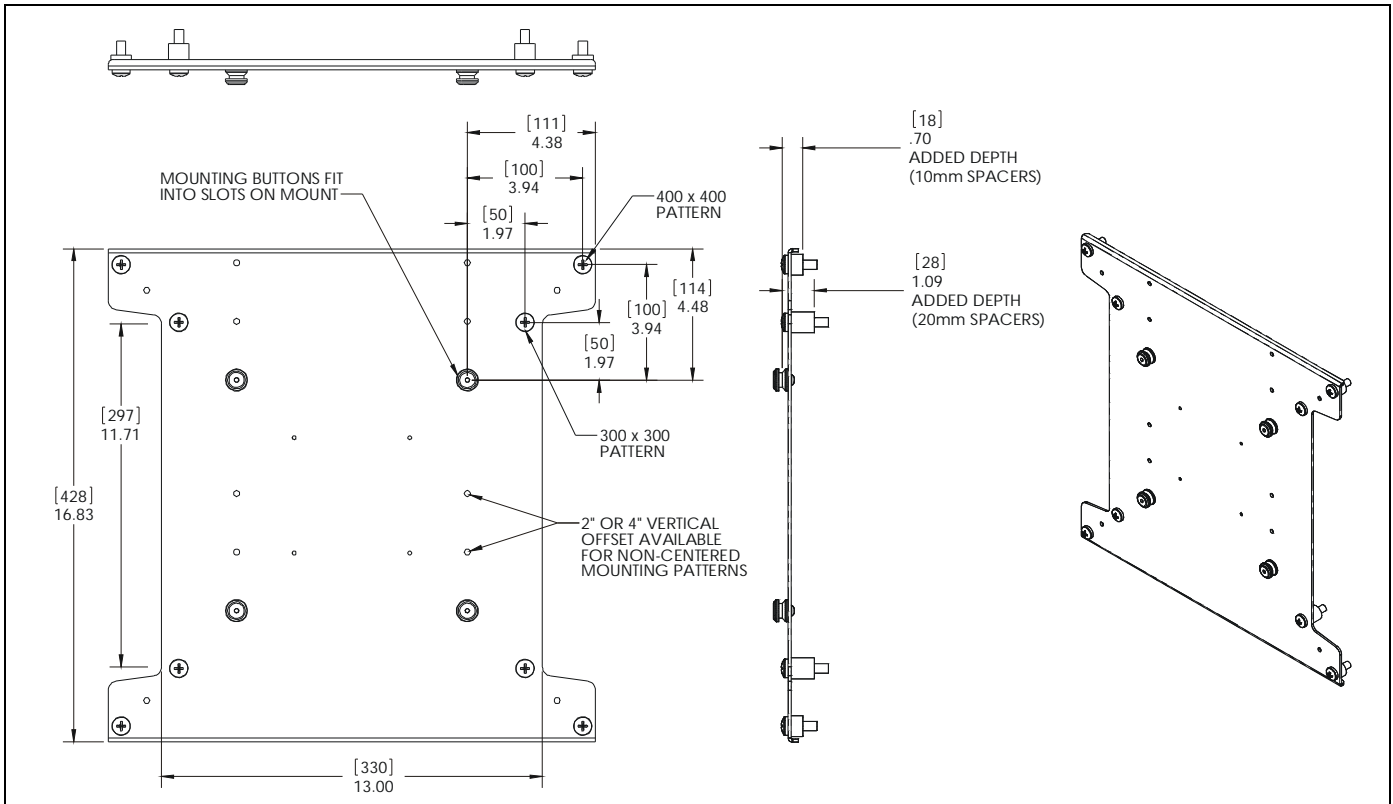 [111]
4.38
[18]
.70
ADDED DEPTH
(10mm SPACERS)
MOUNTING BUTTONS FIT
INTO SLOTS ON MOUNT
[100]
3.94
400 x 400
PATTERN
[50]
1.97
[28]
1.09
ADDED DEPTH
(20mm SPACERS)
[114]
4.48
[100]
3.94
[50]
1.97
[297]
11.71
300 x 300
PATTERN
[428]
16.83
2" OR 4" VERTICAL
OFFSET AVAILABLE
FOR NON-CENTERED
MOUNTING PATTERNS
[330]
13.00